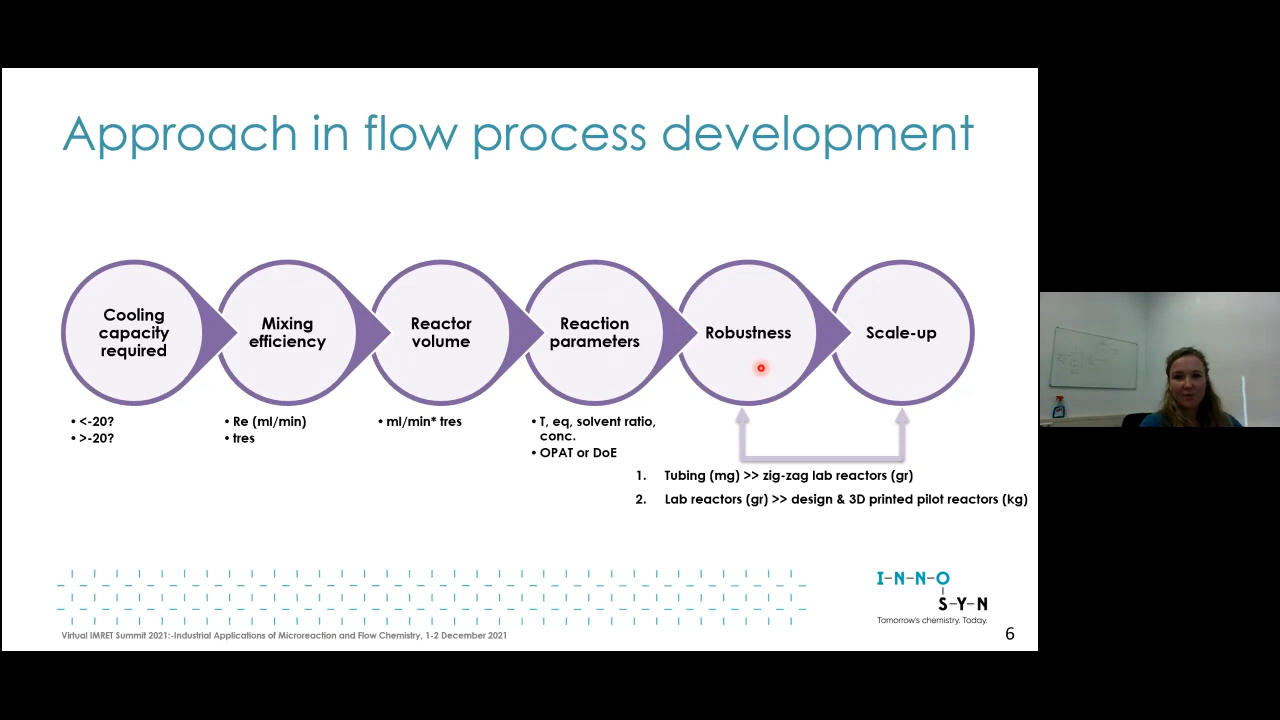 Approach in flow process development
Cooling
capacity
required
Mixing
efficiency
Reactor
volume
Reaction
parameters
Robustness
Scale-up
• <-20?
• >-20?
• Re (ml/min)
• tres
• ml/min* tres
• T, eq, solvent ratio,
conc.
• OPAT or DoE
1. Tubing (mg) >> zig-zag lab reactors (gr)
2. Lab reactors (gr) >> design & 3D printed pilot reactors (kg)
I-N-N-O
S-Y-N
Tomorrow's chemistry. Today.
Virtual IMRET Summit 2021:-Industrial Applications of Microreaction and Flow Chemistry, 1-2 December 2021
6